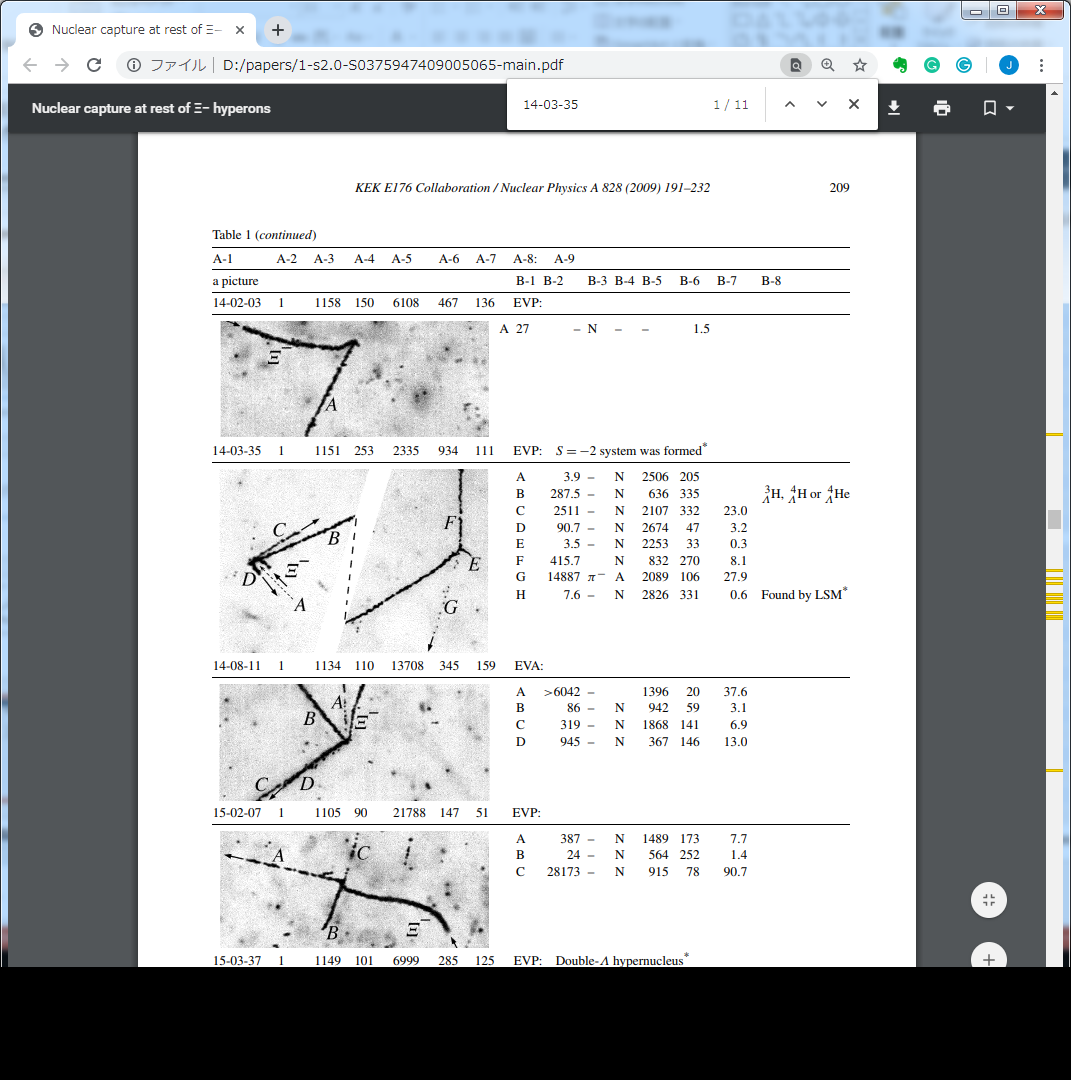 Nuclear capture at rest of Ξ−
ファイル | D:/papers/1-s2.0-S0375947409005065-main.pdf
J
Nuclear capture at rest of Ξ− hyperons
14-03-35 1 / 11
KEK E176 Collaboration / Nuclear Physics A 828 (2009) 191–232 209
Table 1 (continued)
A-1 A-2 A-3 A-4 A-5 A-6 A-7 A-8: A-9
a picture B-1 B-2 B-3 B-4 B-5 B-6 B-7 B-8
14-02-03 1 1158 150 6108 467 136 EVP:
A 27 – N – – 1.5
Ξ−
A
14-03-35 1 1151 253 2335 934 111 EVP: S = −2 system was formed*
A 3.9 – N 2506 205
B 287.5 – N 636 335 ³ΛH, ⁴ΛH or ⁴ΛHe
C 2511 – N 2107 332 23.0
D 90.7 – N 2674 47 3.2
E 3.5 – N 2253 33 0.3
F 415.7 N 832 270 8.1
G 14887 π− A 2089 106 27.9
H 7.6 – N 2826 331 0.6 Found by LSM*
C
B
F
E
D
Ξ−
A
G
14-08-11 1 1134 110 13708 345 159 EVA:
A >6042 – 1396 20 37.6
B 86 – N 942 59 3.1
C 319 – N 1868 141 6.9
D 945 – N 367 146 13.0
A
B
Ξ−
C
D
15-02-07 1 1105 90 21788 147 51 EVP:
A 387 – N 1489 173 7.7
B 24 – N 564 252 1.4
C 28173 – N 915 78 90.7
A
C
B
Ξ−
15-03-37 1 1149 101 6999 285 125 EVP: Double-Λ hypernucleus*